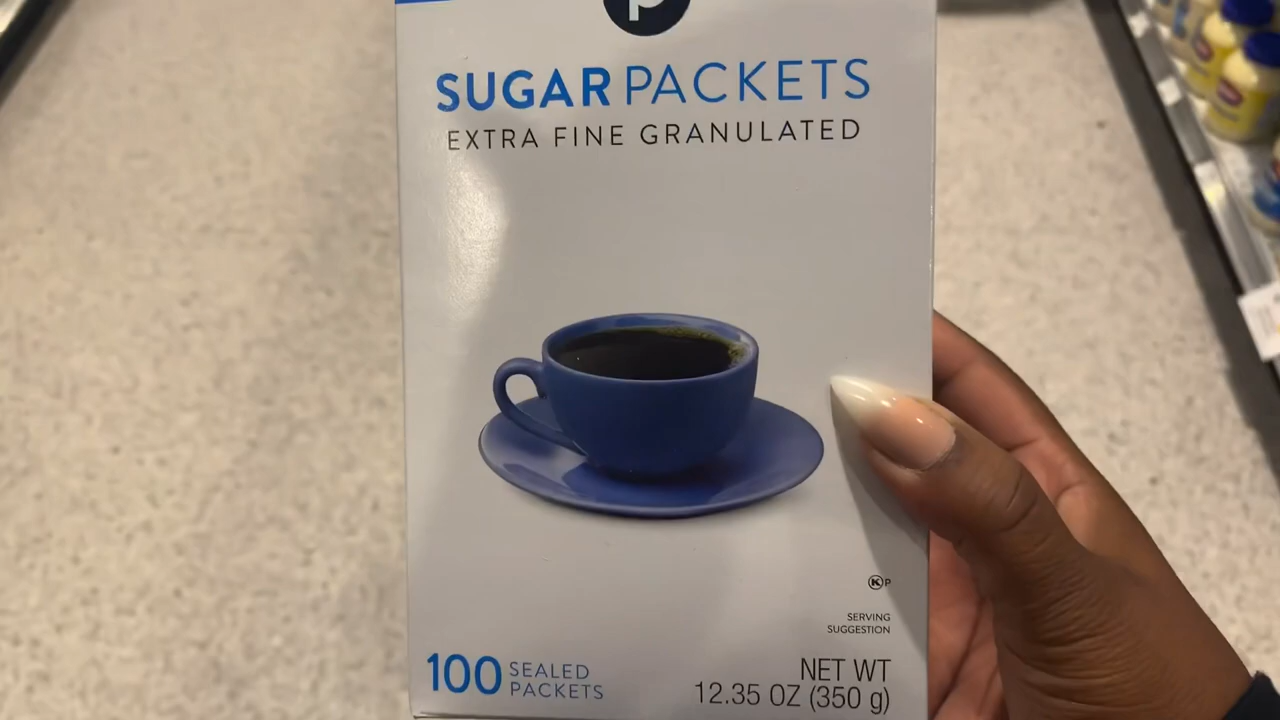 p
SUGAR PACKETS
EXTRA FINE GRANULATED
K P
SERVING
SUGGESTION
100 SEALED
PACKETS
NET WT
12.35 OZ (350 g)